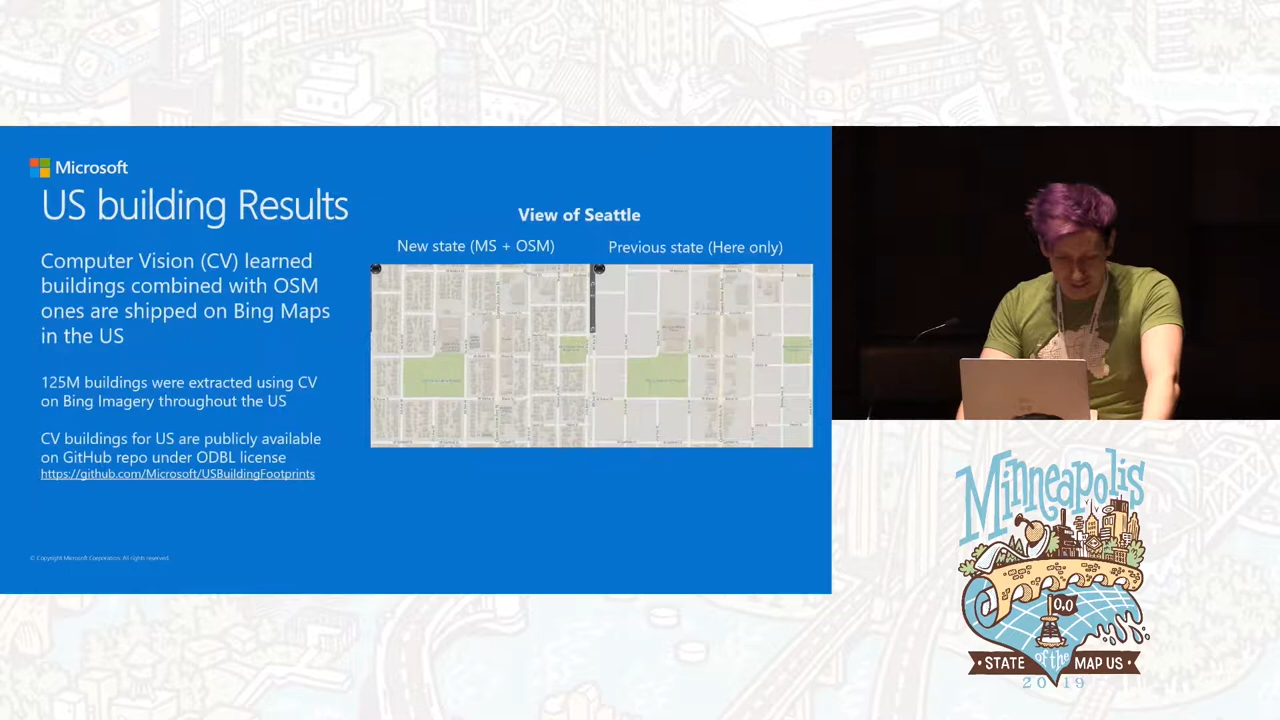 Microsoft
US building Results
Computer Vision (CV) learned
buildings combined with OSM
ones are shipped on Bing Maps
in the US
125M buildings were extracted using CV
on Bing Imagery throughout the US
CV buildings for US are publicly available
on GitHub repo under ODBL license
https://github.com/Microsoft/USBuildingFootprints
© Copyright Microsoft Corporation. All rights reserved.
View of Seattle
New state (MS + OSM)
Previous state (Here only)
Minneapolis
0,0
STATE of the MAP US
2019